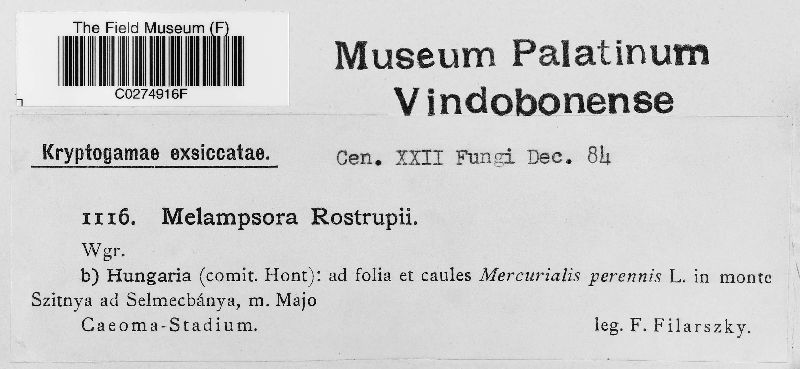 The Field Museum (F)
C0274916F
Museum Palatinum
Vindobonense
Kryptogamae exsiccatae.
Cen. XXII Fungi Dec. 84
1116. Melampsora Rostrupii.
Wgr.
b) Hungaria (comit. Hont): ad folia et caules Mercurialis perennis L. in monte
Szitnya ad Selmecbánya, m. Majo
Caeoma-Stadium.
leg. F. Filarszky.